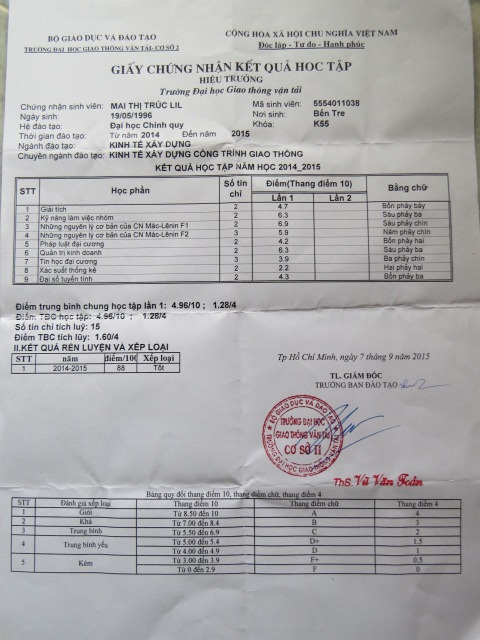 BỘ GIÁO DỤC VÀ ĐÀO TẠO
TRƯỜNG ĐẠI HỌC GIAO THÔNG VẬN TẢI- CƠ SỞ 2
CỘNG HÒA XÃ HỘI CHỦ NGHĨA VIỆT NAM
Độc lập - Tự do - Hạnh phúc
GIẤY CHỨNG NHẬN KẾT QUẢ HỌC TẬP
HIỆU TRƯỞNG
Trường Đại học Giao thông vận tải
Chứng nhận sinh viên: MAI THỊ TRÚC LIL Mã sinh viên: 5554011038
Ngày sinh: 19/05/1996 Nơi sinh: Bến Tre
Hệ đào tạo: Đại học Chính quy Khóa: K55
Thời gian đào tạo: Từ năm 2014 Đến năm 2015
Ngành đào tạo: KINH TẾ XÂY DỰNG
Chuyên ngành đào tạo: KINH TẾ XÂY DỰNG CÔNG TRÌNH GIAO THÔNG
KẾT QUẢ HỌC TẬP NĂM HỌC 2014_2015
STT Học phần Số tín chỉ Điểm(Thang điểm 10) Bằng chữ
Lần 1 Lần 2
1 Giải tích 2 4.7 Bốn phẩy bảy
2 Kỹ năng làm việc nhóm 2 6.3 Sáu phẩy ba
3 Những nguyên lý cơ bản của CN Mác-Lênin F1 2 6.9 Sáu phẩy chín
4 Những nguyên lý cơ bản của CN Mác-Lênin F2 3 5.9 Năm phẩy chín
5 Pháp luật đại cương 2 4.2 Bốn phẩy hai
6 Quản trị kinh doanh 2 6.3 Sáu phẩy ba
7 Tin học đại cương 3 3.9 Ba phẩy chín
8 Xác suất thống kê 2 2.2 Hai phẩy hai
9 Đại số tuyến tính 2 4.3 Bốn phẩy ba
Điểm trung bình chung học tập lần 1: 4.96/10 ; 1.28/4
Điểm TBC học tập: 4.96/10 ; 1.28/4
Số tín chỉ tích luỹ: 15
Điểm TBC tích lũy: 1.60/4
II.KẾT QUẢ RÈN LUYỆN VÀ XẾP LOẠI
STT năm điểm/100 Xếp loại
1 2014-2015 88 Tốt
Tp Hồ Chí Minh, ngày 7 tháng 9 năm 2015
TL. GIÁM ĐỐC
TRƯỞNG BAN ĐÀO TẠO
BỘ GIÁO DỤC VÀ ĐÀO TẠO
TRƯỜNG ĐẠI HỌC
GIAO THÔNG VẬN TẢI
CƠ SỞ II
TRƯỜNG ĐẠI HỌC GIAO THÔNG VẬN TẢI
ThS. Vũ Văn Toản
Bảng quy đổi thang điểm 10, thang điểm chữ, thang điểm 4
STT Đánh giá xếp loại Thang điểm 10 Thang điểm chữ Thang điểm 4
1 Giỏi Từ 8.50 đến 10 A 4
2 Khá Từ 7.00 đến 8.4 B 3
3 Trung bình Từ 5.50 đến 6.9 C 2
4 Trung bình yếu Từ 5.00 đến 5.4 D+ 1.5
Từ 4.00 đến 4.9 D 1
5 Kém Từ 3.00 đến 3.9 F+ 0.5
Từ 0 đến 2.9 F 0